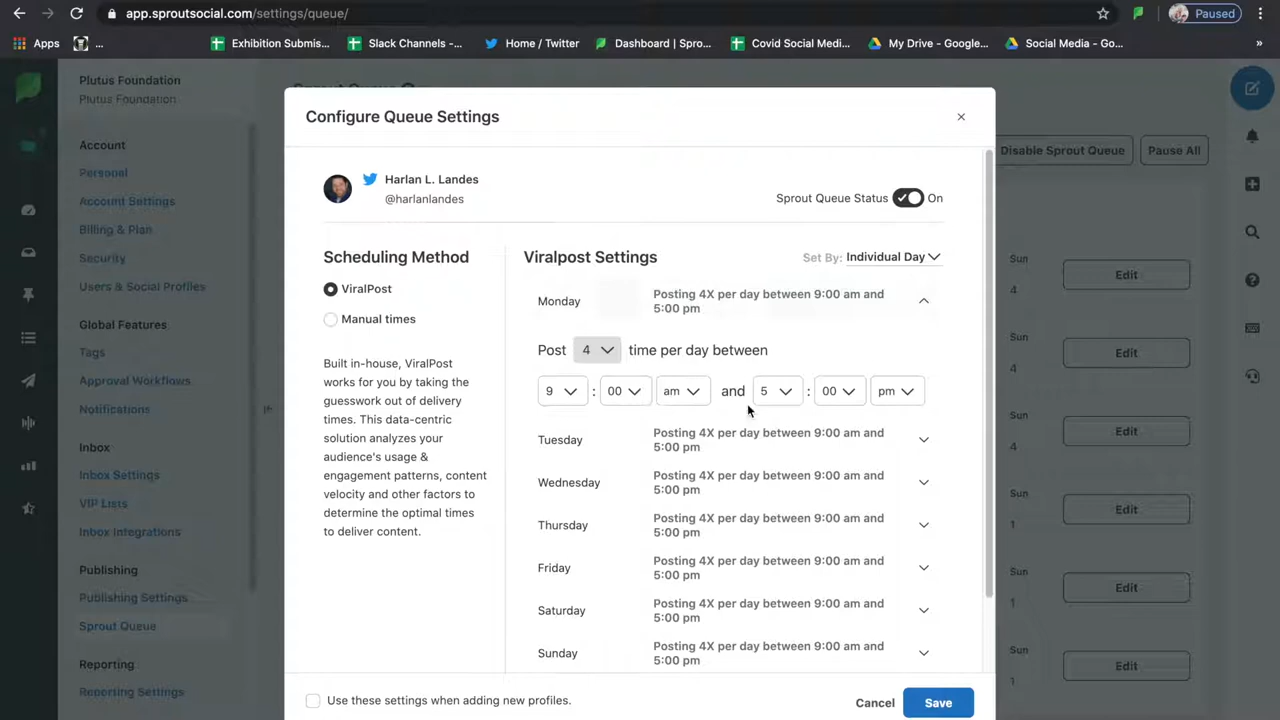 app.sproutsocial.com/settings/queue/
Paused
Apps
...
Exhibition Submis...
Slack Channels -...
Home / Twitter
Dashboard | Spro...
Covid Social Medi...
My Drive - Google...
Social Media - Go...
»
Plutus Foundation
Plutus Foundation
Account
Personal
Account Settings
Billing & Plan
Security
Users & Social Profiles
Global Features
Tags
Approval Workflows
Notifications
Inbox
Inbox Settings
VIP Lists
Inbox Integrations
Publishing
Publishing Settings
Sprout Queue
Reporting
Reporting Settings
Disable Sprout Queue
Pause All
Configure Queue Settings
Harlan L. Landes
@harlanlandes
Sprout Queue Status
On
Scheduling Method
ViralPost
Manual times
Built in-house, ViralPost
works for you by taking the
guesswork out of delivery
times. This data-centric
solution analyzes your
audience's usage &
engagement patterns, content
velocity and other factors to
determine the optimal times
to deliver content.
Viralpost Settings
Set By: Individual Day
Monday
Posting 4X per day between 9:00 am and
5:00 pm
Post 4 time per day between
9 : 00 am and 5 : 00 pm
Tuesday
Posting 4X per day between 9:00 am and
5:00 pm
Wednesday
Posting 4X per day between 9:00 am and
5:00 pm
Thursday
Posting 4X per day between 9:00 am and
5:00 pm
Friday
Posting 4X per day between 9:00 am and
5:00 pm
Saturday
Posting 4X per day between 9:00 am and
5:00 pm
Sunday
Posting 4X per day between 9:00 am and
5:00 pm
Use these settings when adding new profiles.
Cancel
Save
Sun
4
Edit
Sun
4
Edit
Sun
4
Edit
Sun
1
Edit
Sun
1
Edit
Sun
1
Edit